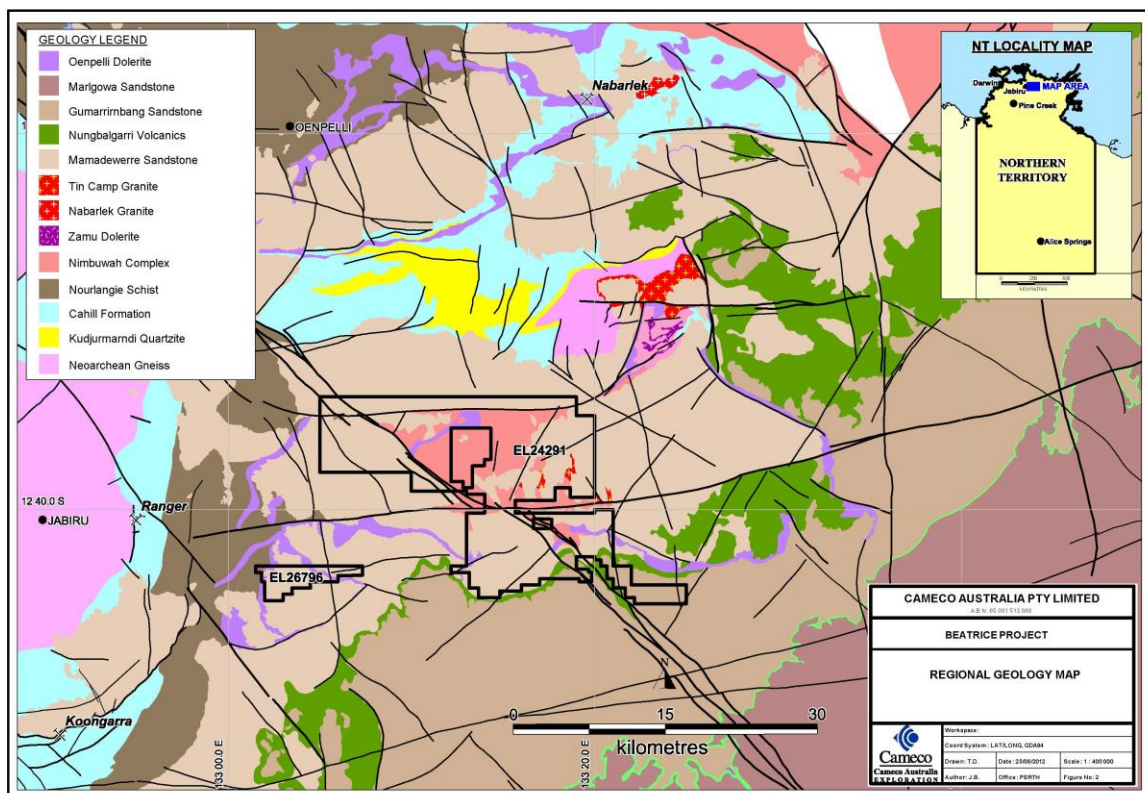 GEOLOGY LEGEND
Oenpelli Dolerite
Marlgowa Sandstone
Gumarrirnbang Sandstone
Nungbalgarri Volcanics
Mamadewerre Sandstone
Tin Camp Granite
Nabarlek Granite
Zamu Dolerite
Nimbuwah Complex
Nourlangie Schist
Cahill Formation
Kudjurmarndi Quartzite
Neoarchean Gneiss
Nabarlek
OENPELLI
NT LOCALITY MAP
Darwin
Jabiru
MAP AREA
Pine Creek
NORTHERN
TERRITORY
Alice Springs
kilometres
EL24291
12 40.0 S
Ranger
JABIRU
EL26796
Koongarra
133 00.0 E
133 20.0 E
N
0 15 30
kilometres
CAMECO AUSTRALIA PTY LIMITED
BEATRICE PROJECT
REGIONAL GEOLOGY MAP
Cameco
Cameco Australia
EXPLORATION
Workspace:
Coord System: LAT/LONG, GDA94
Drawn: T.D. Date: 23/08/2012 Scale: 1 : 400 000
Author: J.B. Office: PERTH Figure No: 2